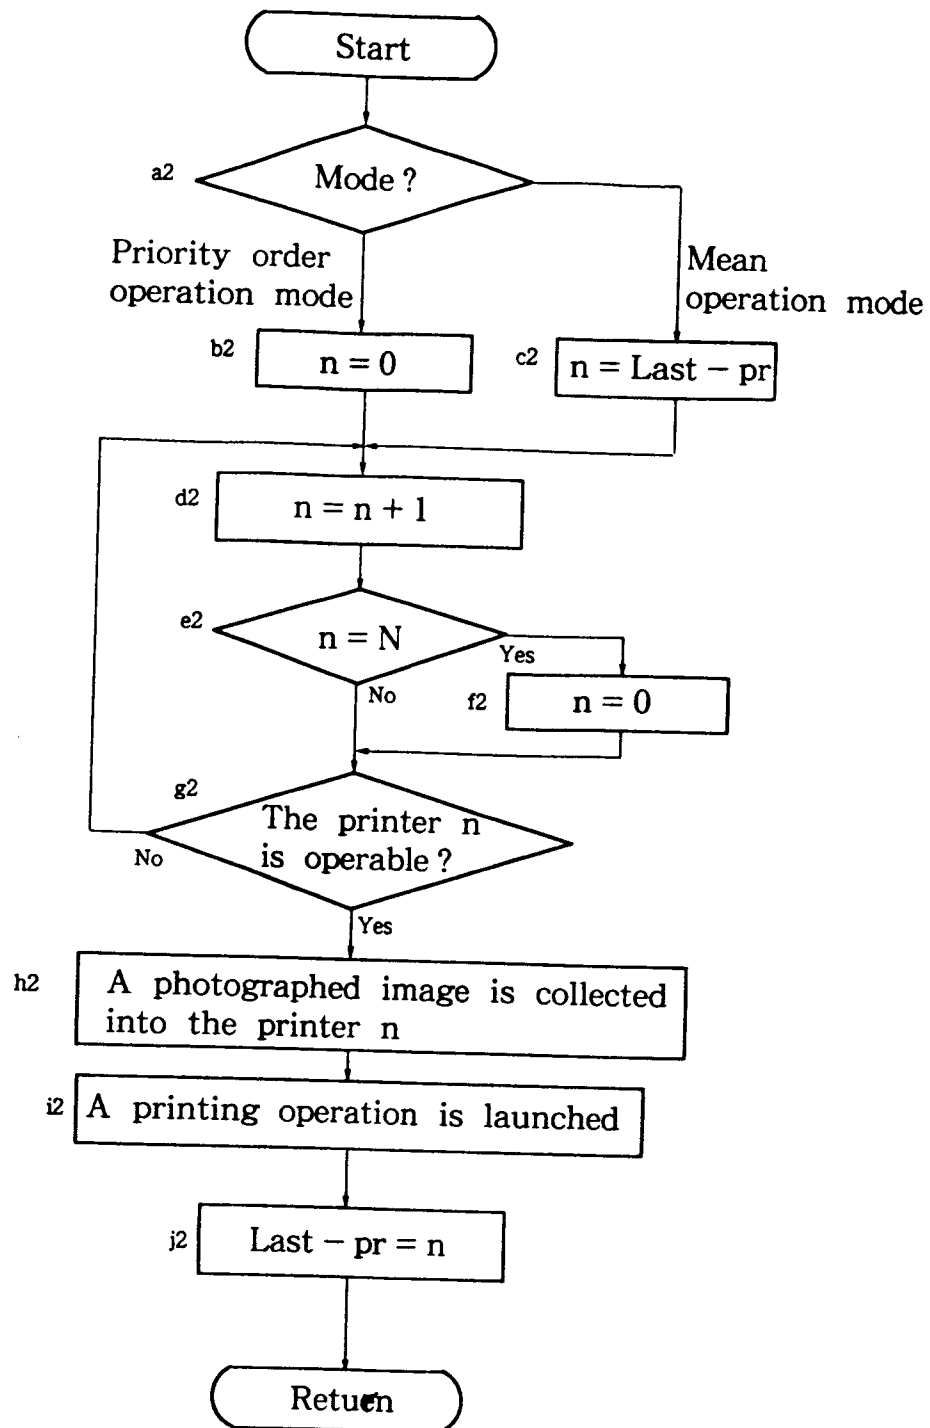 Start
a2
Mode ?
Priority order
operation mode
Mean
operation mode
b2
n = 0
c2
n = Last − pr
d2
n = n + 1
e2
n = N
Yes
No
f2
n = 0
g2
The printer n
is operable ?
No
Yes
h2
A photographed image is collected
into the printer n
i2
A printing operation is launched
j2
Last − pr = n
Return